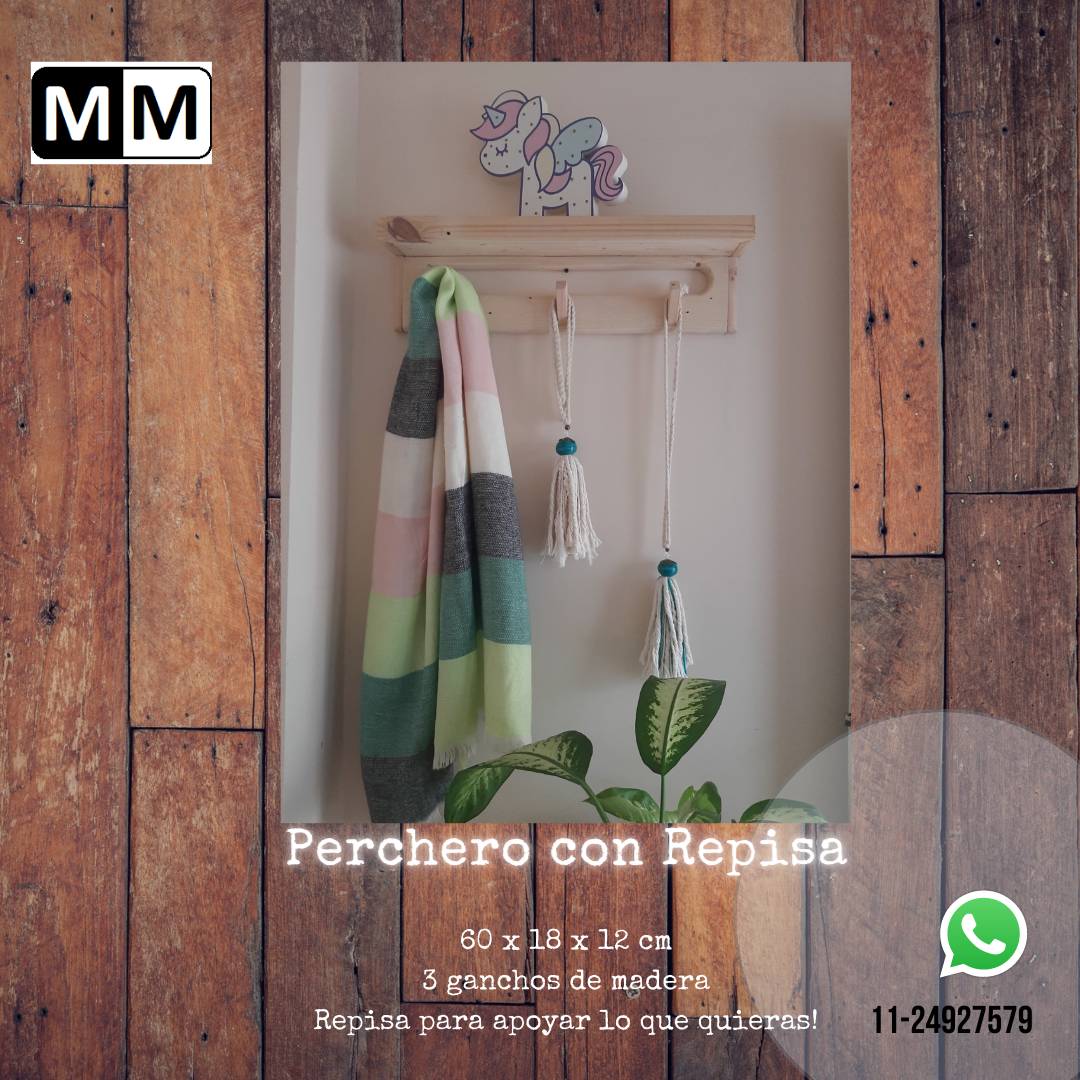 MM
Perchero con Repisa
60 x 18 x 12 cm
3 ganchos de madera
Repisa para apoyar lo que quieras!
11-24927579